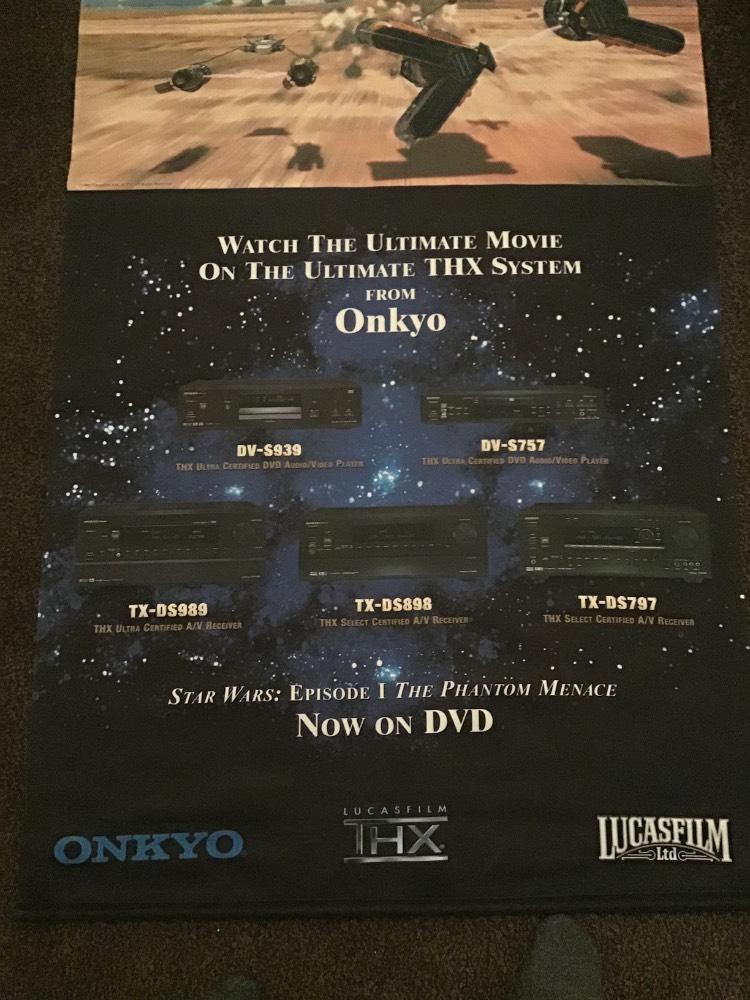 WATCH THE ULTIMATE MOVIE
ON THE ULTIMATE THX SYSTEM
FROM
Onkyo
DV-S939
THX ULTRA CERTIFIED DVD AUDIO/VIDEO PLAYER
DV-S757
THX ULTRA CERTIFIED DVD AUDIO/VIDEO PLAYER
TX-DS989
THX ULTRA CERTIFIED A/V RECEIVER
TX-DS898
THX SELECT CERTIFIED A/V RECEIVER
TX-DS797
THX SELECT CERTIFIED A/V RECEIVER
STAR WARS: EPISODE I THE PHANTOM MENACE
NOW ON DVD
ONKYO
LUCASFILM
THX
LUCASFILM
Ltd